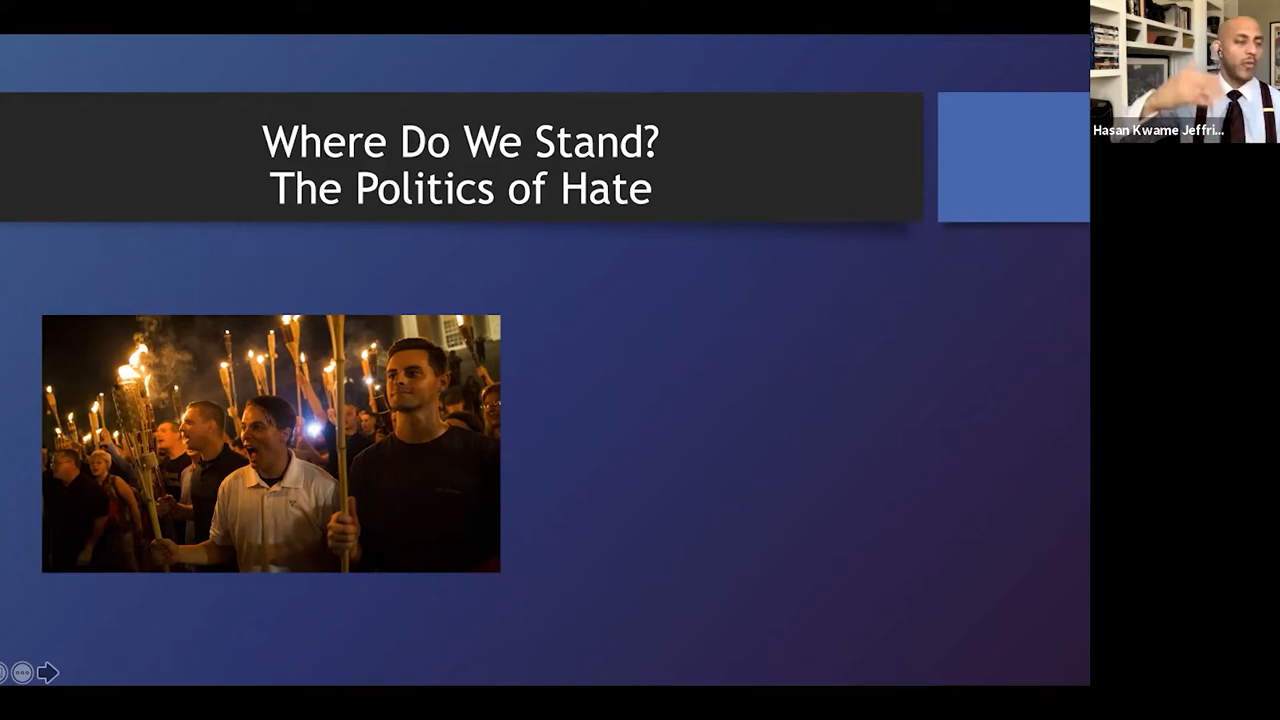 Where Do We Stand?
The Politics of Hate
Hasan Kwame Jeffri...